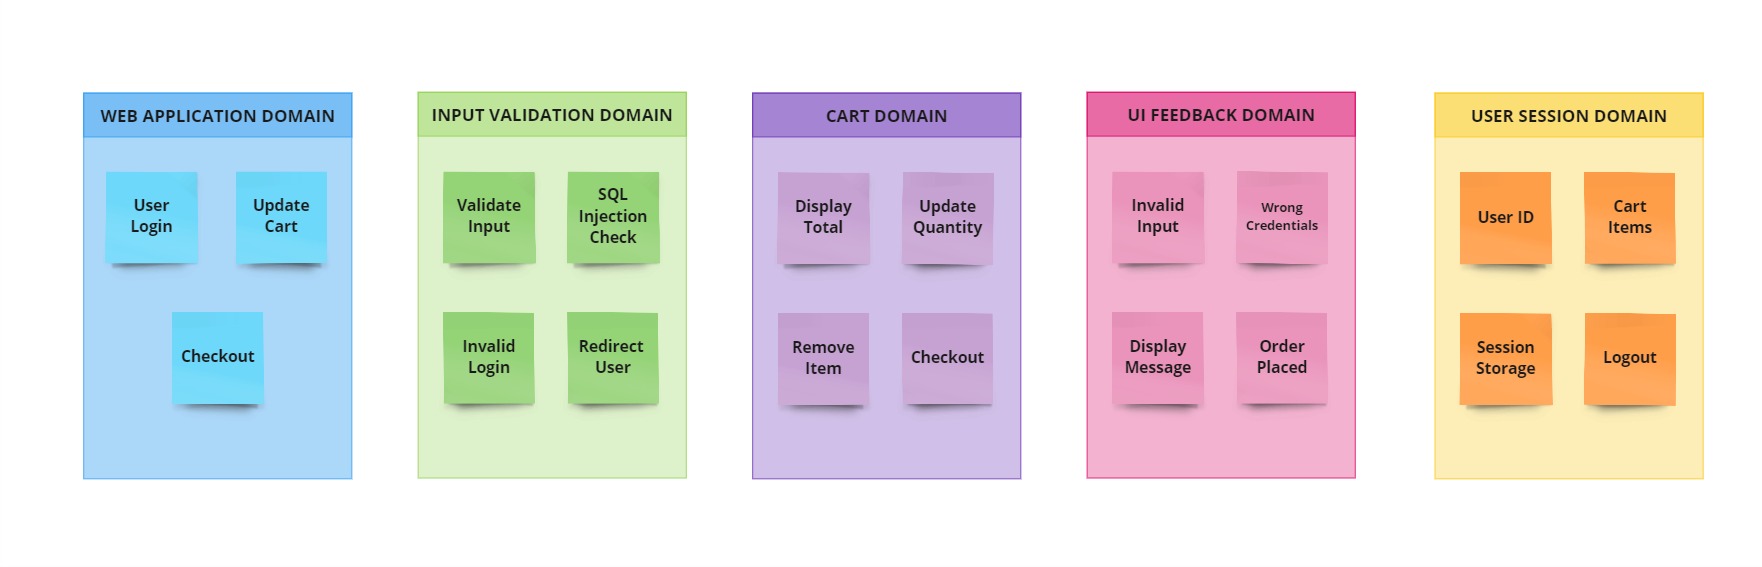 WEB APPLICATION DOMAIN
User
Login
Update
Cart
Checkout
INPUT VALIDATION DOMAIN
Validate
Input
SQL
Injection
Check
Invalid
Login
Redirect
User
CART DOMAIN
Display
Total
Update
Quantity
Remove
Item
Checkout
UI FEEDBACK DOMAIN
Invalid
Input
Wrong
Credentials
Display
Message
Order
Placed
USER SESSION DOMAIN
User ID
Cart
Items
Session
Storage
Logout